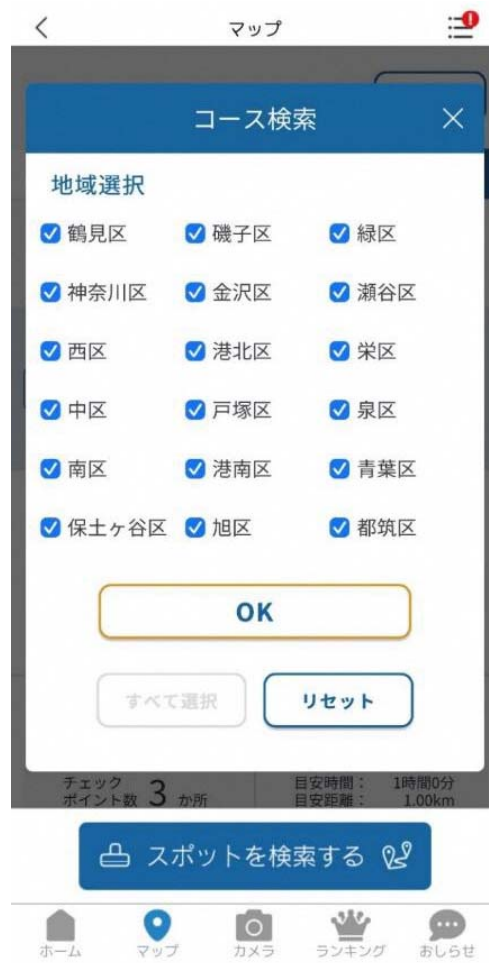 マップ
コース検索
地域選択
鶴見区 磯子区 緑区
神奈川区 金沢区 瀬谷区
西区 港北区 栄区
中区 戸塚区 泉区
南区 港南区 青葉区
保土ヶ谷区 旭区 都筑区
OK
すべて選択 リセット
チェック 目安時間: 1時間0分
ポイント数 3 か所 目安距離: 1.00km
スポットを検索する
ホーム マップ カメラ ランキング おしらせ